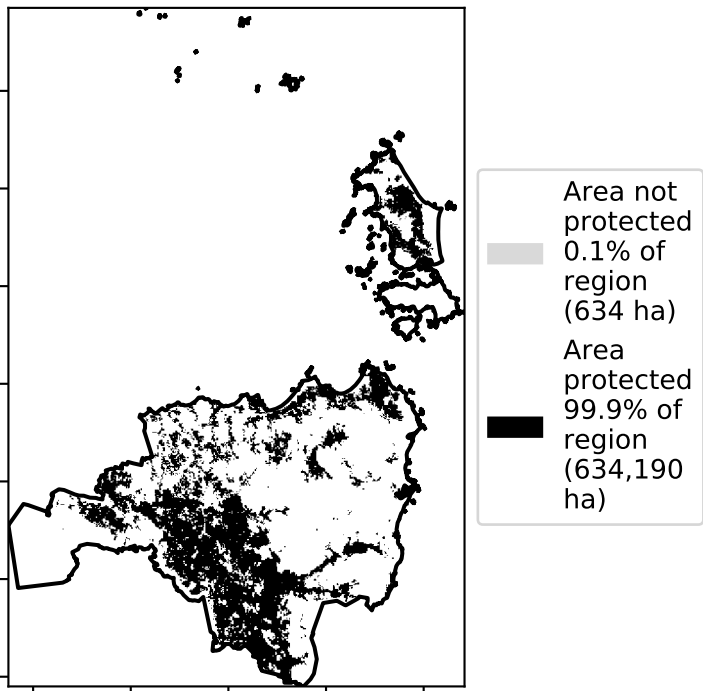 Area not
protected
0.1% of
region
(634 ha)
Area
protected
99.9% of
region
(634,190
ha)